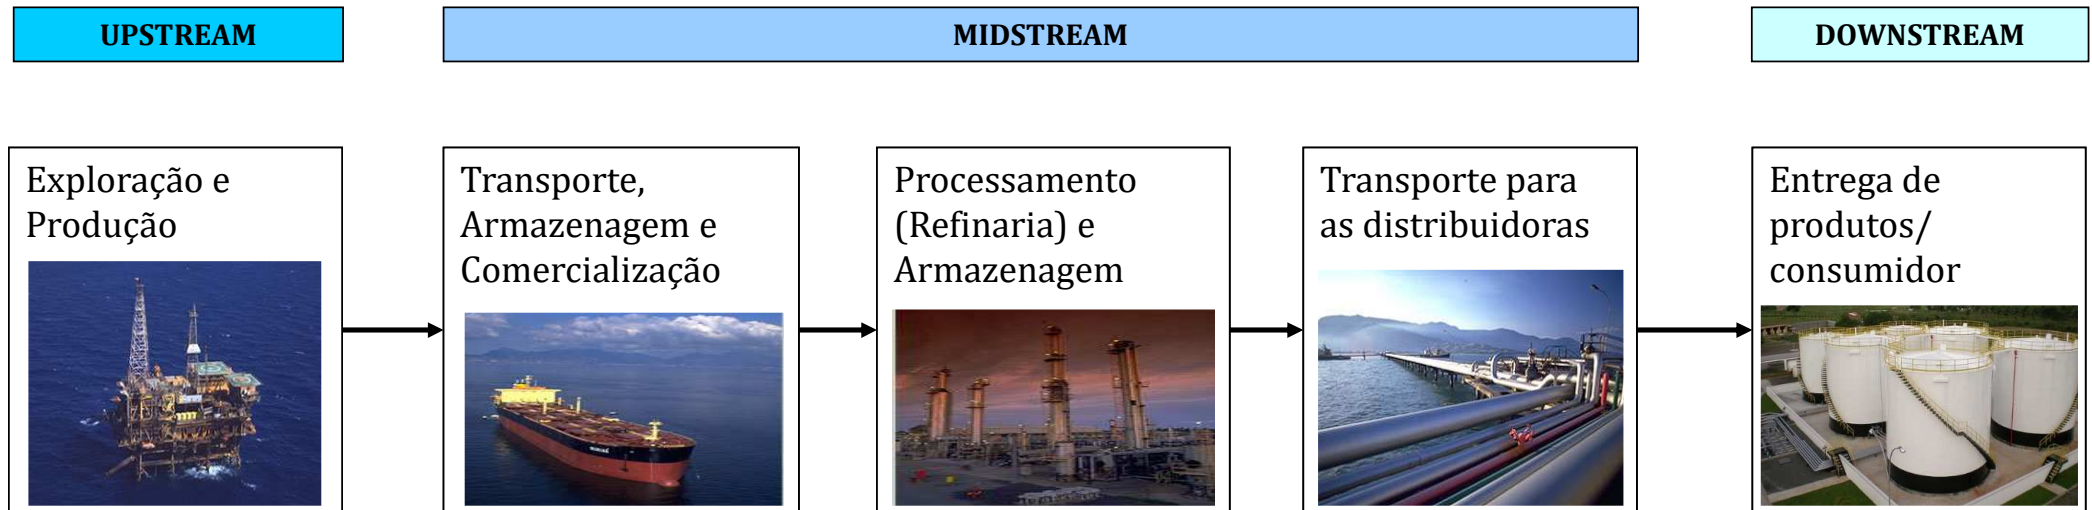 UPSTREAM
MIDSTREAM
DOWNSTREAM
Exploração e
Produção
Transporte,
Armazenagem e
Comercialização
Processamento
(Refinaria) e
Armazenagem
Transporte para
as distribuidoras
Entrega de
produtos/
consumidor